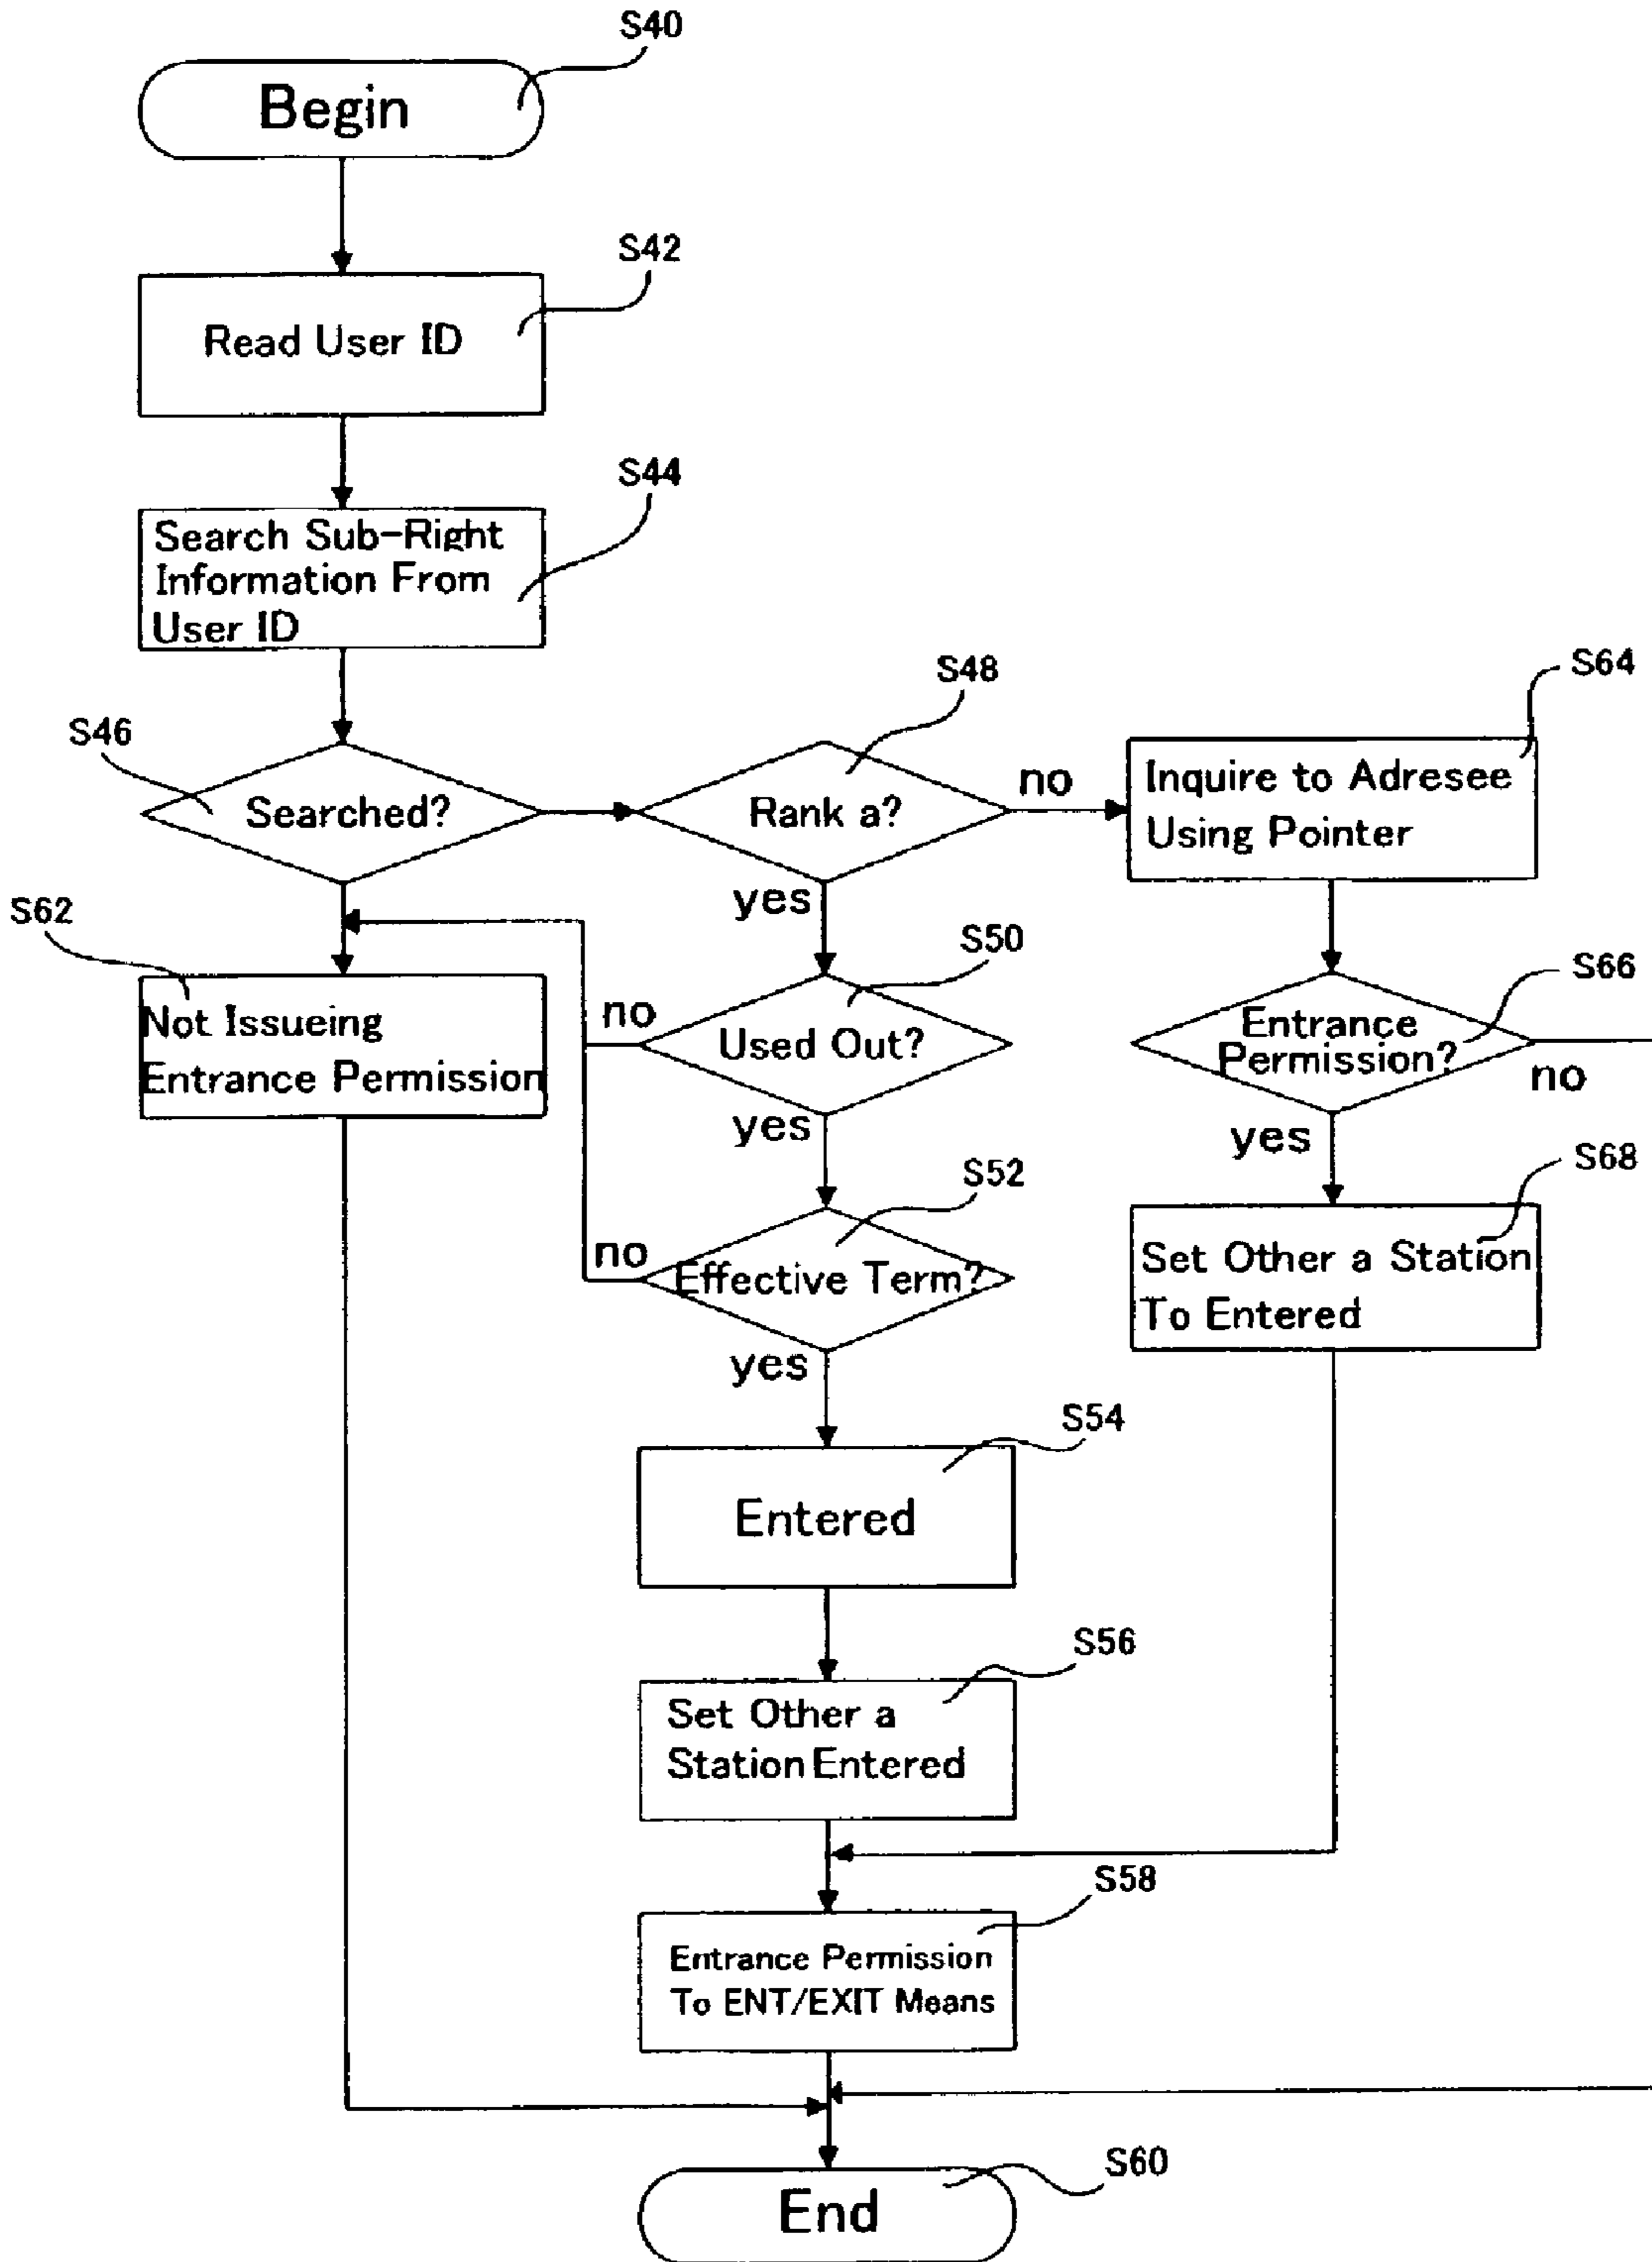 S40
Begin
S42
Read User ID
S44
Search Sub-Right
Information From
User ID
S46
Searched?
S48
Rank a?
no
yes
S64
Inquire to Adresee
Using Pointer
S62
Not Issueing
Entrance Permission
S50
Used Out?
no
yes
S66
Entrance
Permission?
no
yes
S52
Effective Term?
no
yes
S68
Set Other a Station
To Entered
S54
Entered
S56
Set Other a
Station Entered
S58
Entrance Permission
To ENT/EXIT Means
S60
End